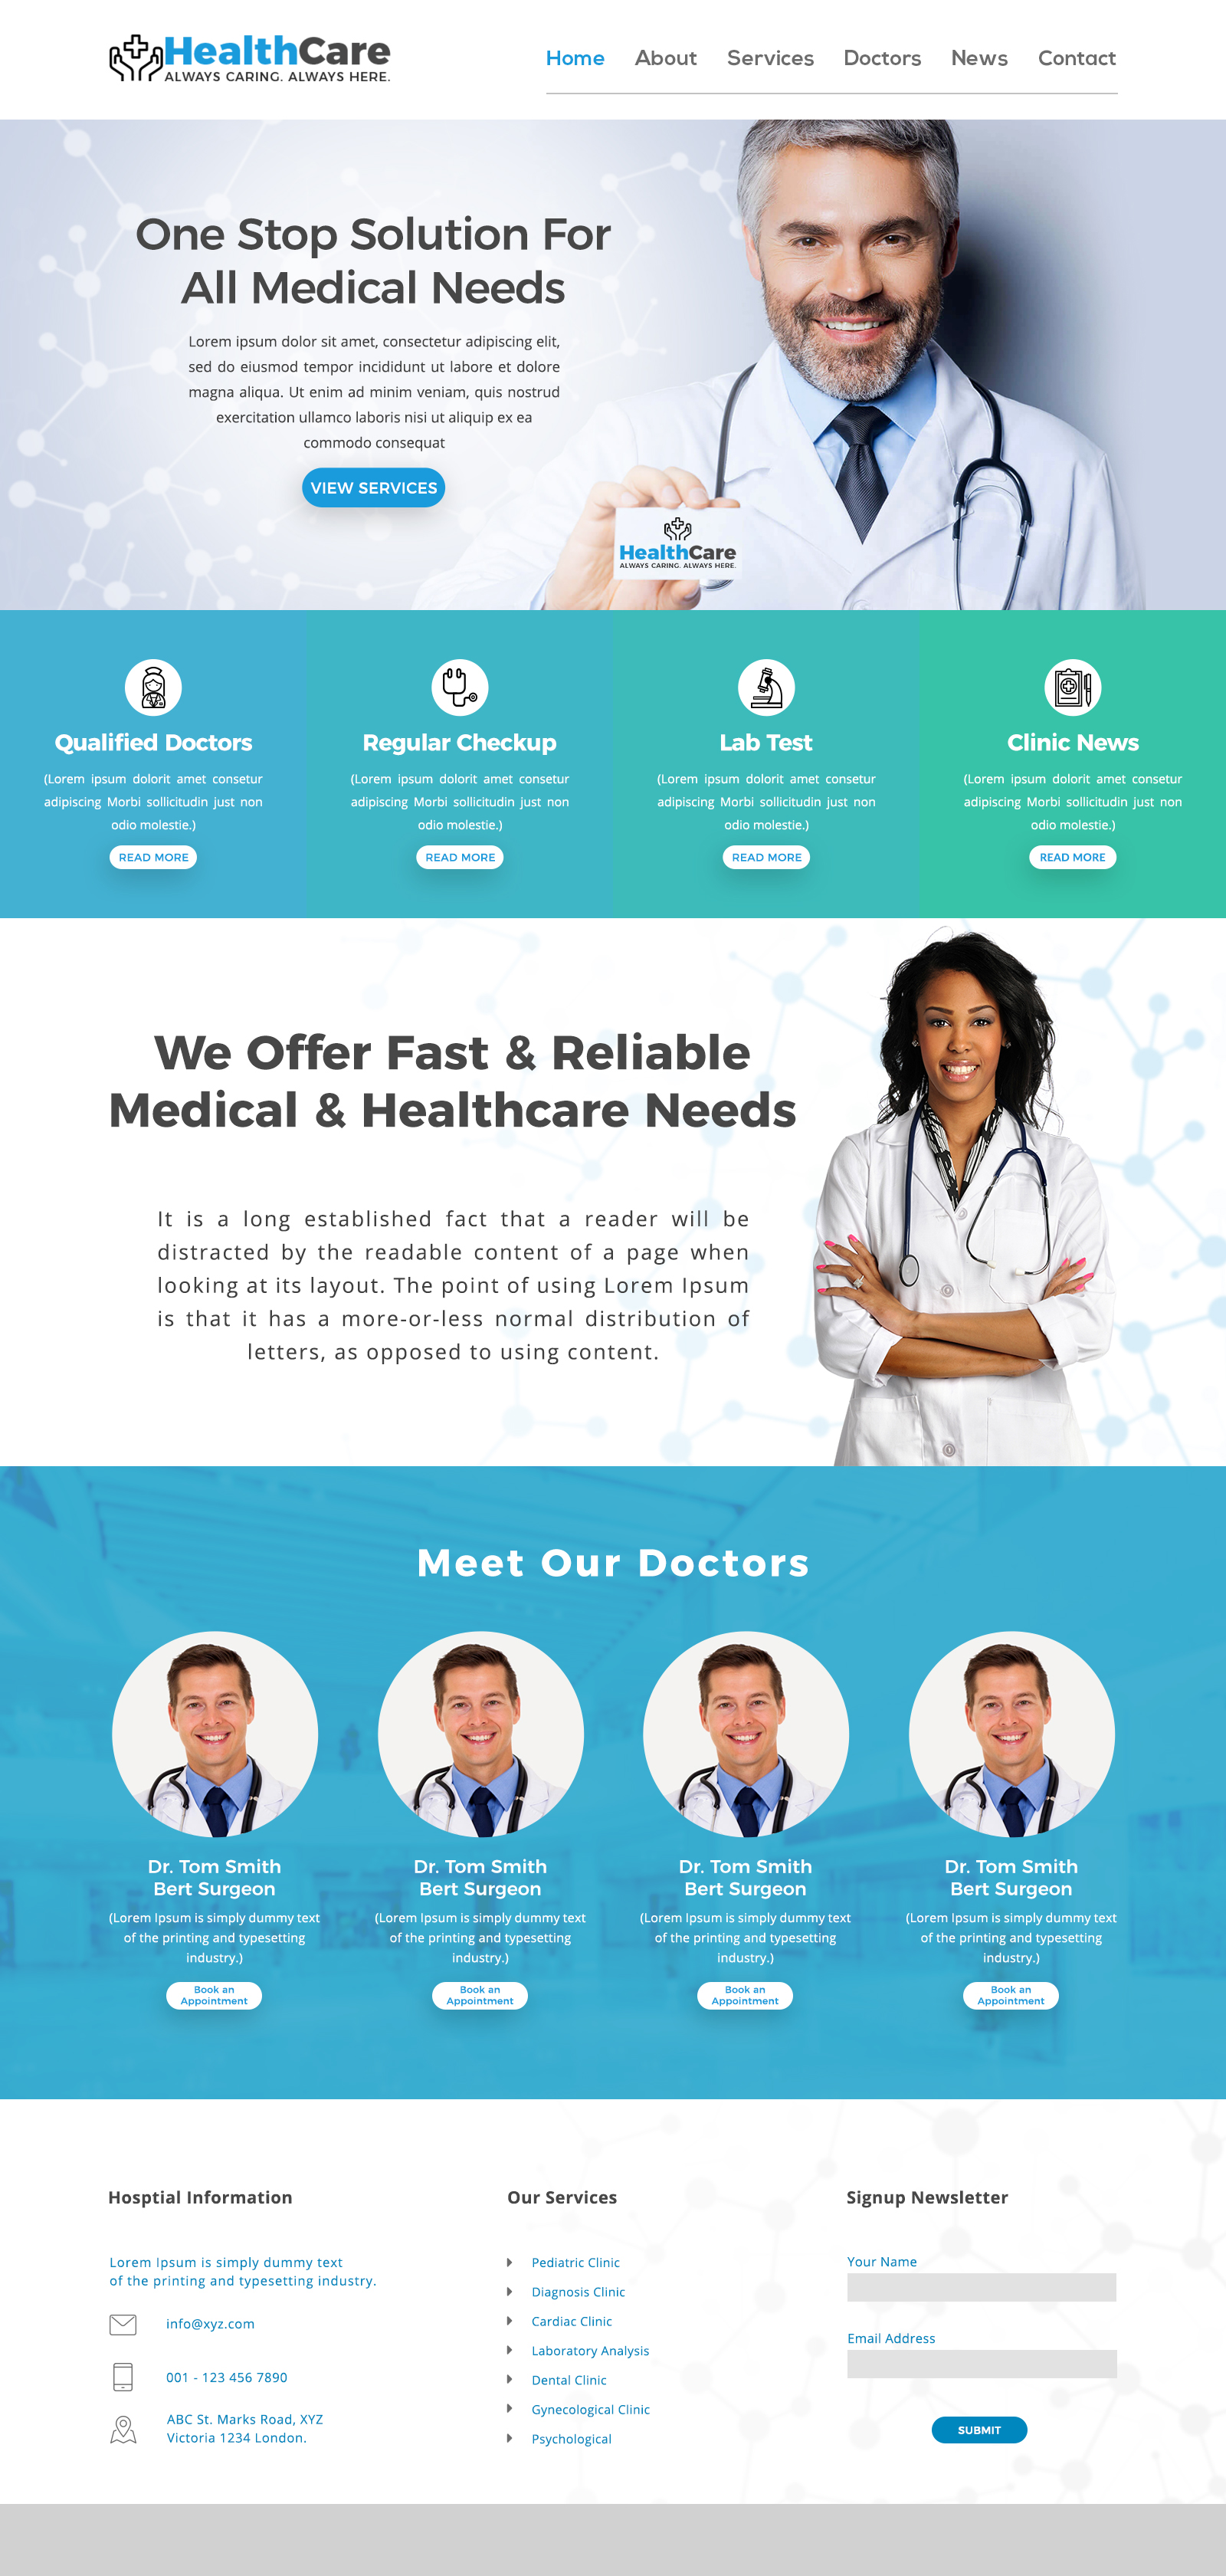 HealthCare
ALWAYS CARING. ALWAYS HERE.
Home About Services Doctors News Contact
One Stop Solution For
All Medical Needs
Lorem ipsum dolor sit amet, consectetur adipiscing elit,
sed do eiusmod tempor incididunt ut labore et dolore
magna aliqua. Ut enim ad minim veniam, quis nostrud
exercitation ullamco laboris nisi ut aliquip ex ea
commodo consequat
VIEW SERVICES
HealthCare
ALWAYS CARING. ALWAYS HERE.
Qualified Doctors
(Lorem ipsum dolorit amet consetur
adipiscing Morbi sollicitudin just non
odio molestie.)
READ MORE
Regular Checkup
(Lorem ipsum dolorit amet consetur
adipiscing Morbi sollicitudin just non
odio molestie.)
READ MORE
Lab Test
(Lorem ipsum dolorit amet consetur
adipiscing Morbi sollicitudin just non
odio molestie.)
READ MORE
Clinic News
(Lorem ipsum dolorit amet consetur
adipiscing Morbi sollicitudin just non
odio molestie.)
READ MORE
We Offer Fast & Reliable
Medical & Healthcare Needs
It is a long established fact that a reader will be
distracted by the readable content of a page when
looking at its layout. The point of using Lorem Ipsum
is that it has a more-or-less normal distribution of
letters, as opposed to using content.
Meet Our Doctors
Dr. Tom Smith
Bert Surgeon
(Lorem Ipsum is simply dummy text
of the printing and typesetting
industry.)
Book an
Appointment
Dr. Tom Smith
Bert Surgeon
(Lorem Ipsum is simply dummy text
of the printing and typesetting
industry.)
Book an
Appointment
Dr. Tom Smith
Bert Surgeon
(Lorem Ipsum is simply dummy text
of the printing and typesetting
industry.)
Book an
Appointment
Dr. Tom Smith
Bert Surgeon
(Lorem Ipsum is simply dummy text
of the printing and typesetting
industry.)
Book an
Appointment
Hosptial Information
Lorem Ipsum is simply dummy text
of the printing and typesetting industry.
info@xyz.com
001 - 123 456 7890
ABC St. Marks Road, XYZ
Victoria 1234 London.
Our Services
Pediatric Clinic
Diagnosis Clinic
Cardiac Clinic
Laboratory Analysis
Dental Clinic
Gynecological Clinic
Psychological
Signup Newsletter
Your Name
Email Address
SUBMIT